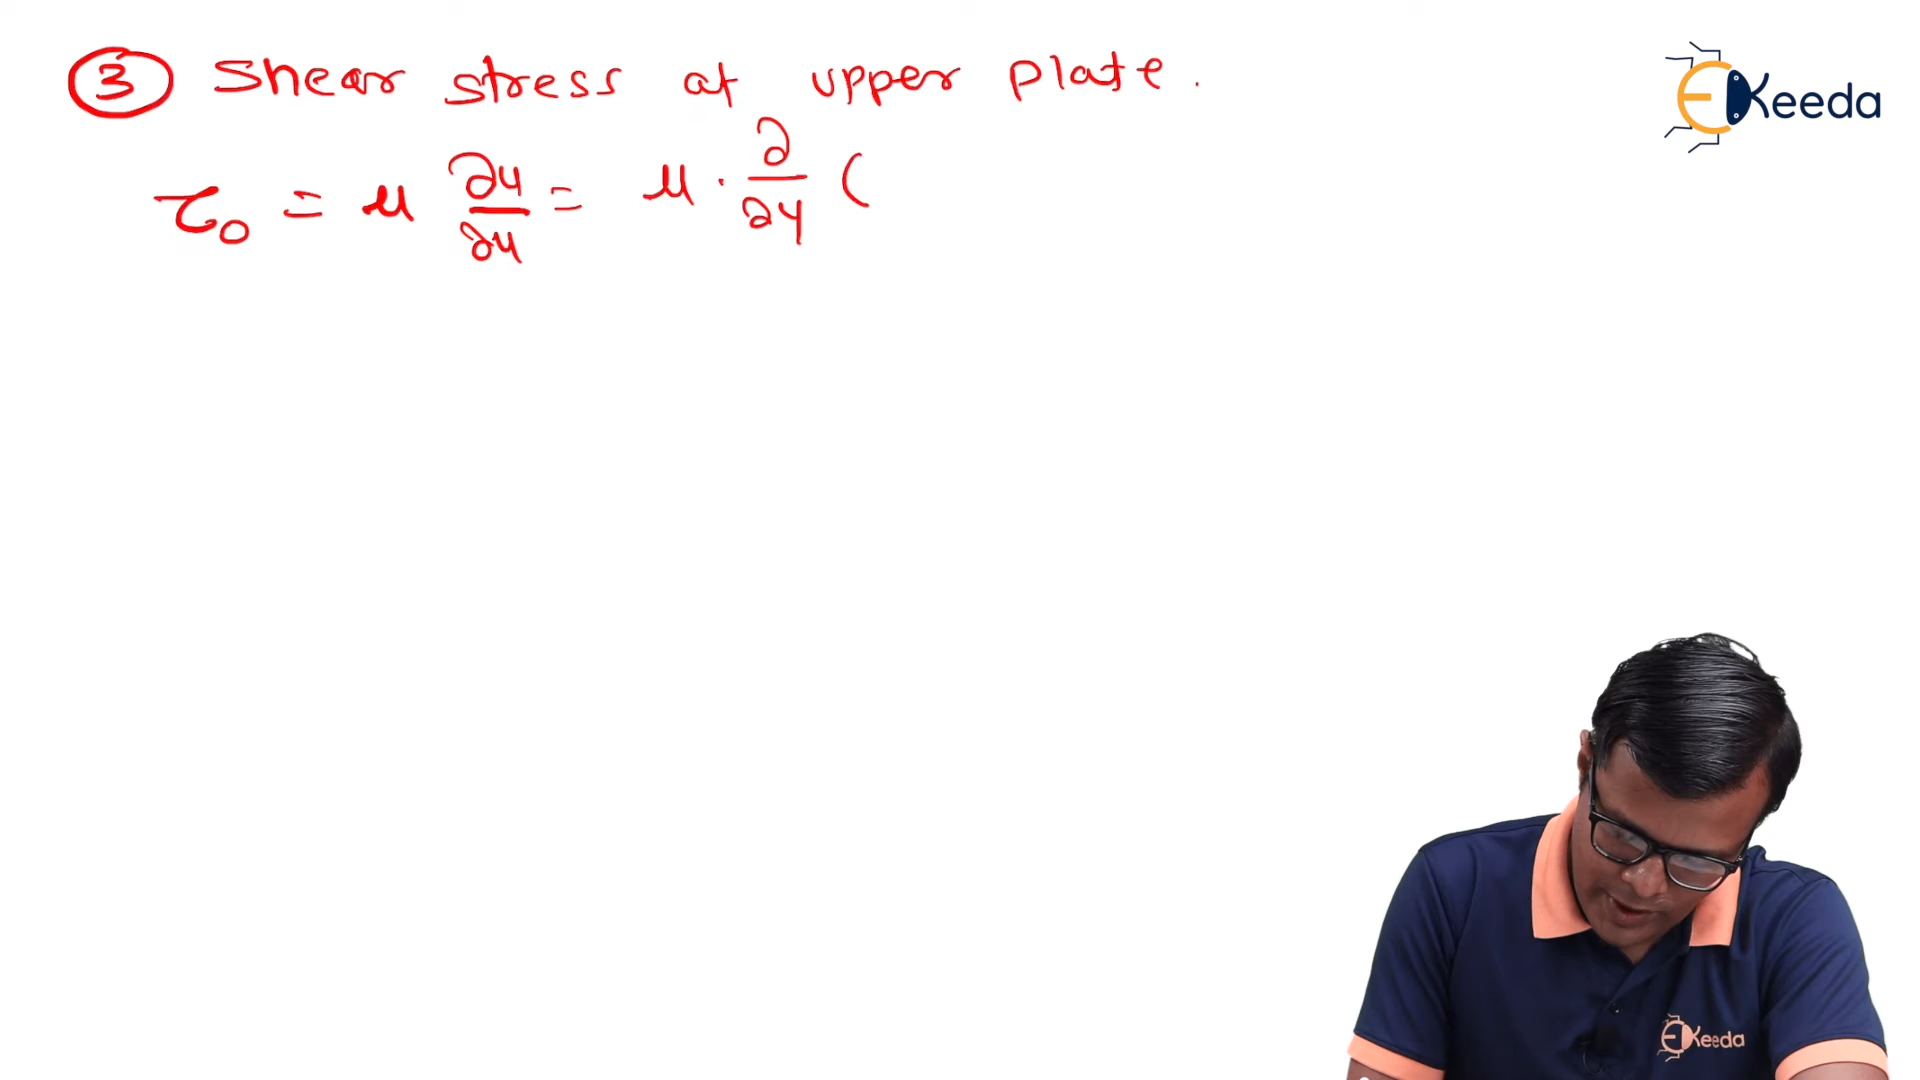 ③ Shear stress at upper plate.
τ₀ = μ ∂u/∂y = μ · ∂/∂y (
EKeeda
EKeeda